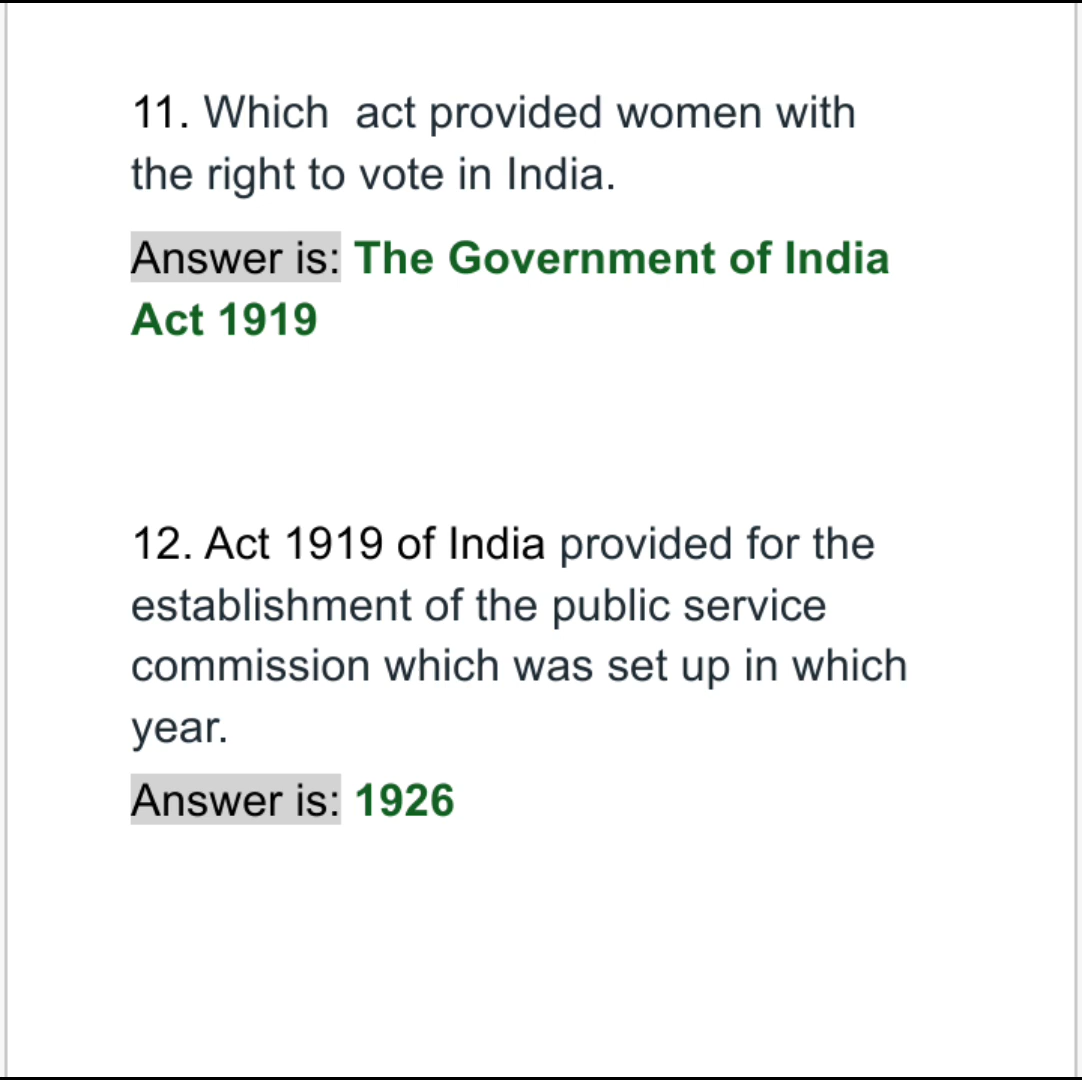 11. Which  act provided women with
the right to vote in India.
Answer is: The Government of India
Act 1919
12. Act 1919 of India provided for the
establishment of the public service
commission which was set up in which
year.
Answer is: 1926